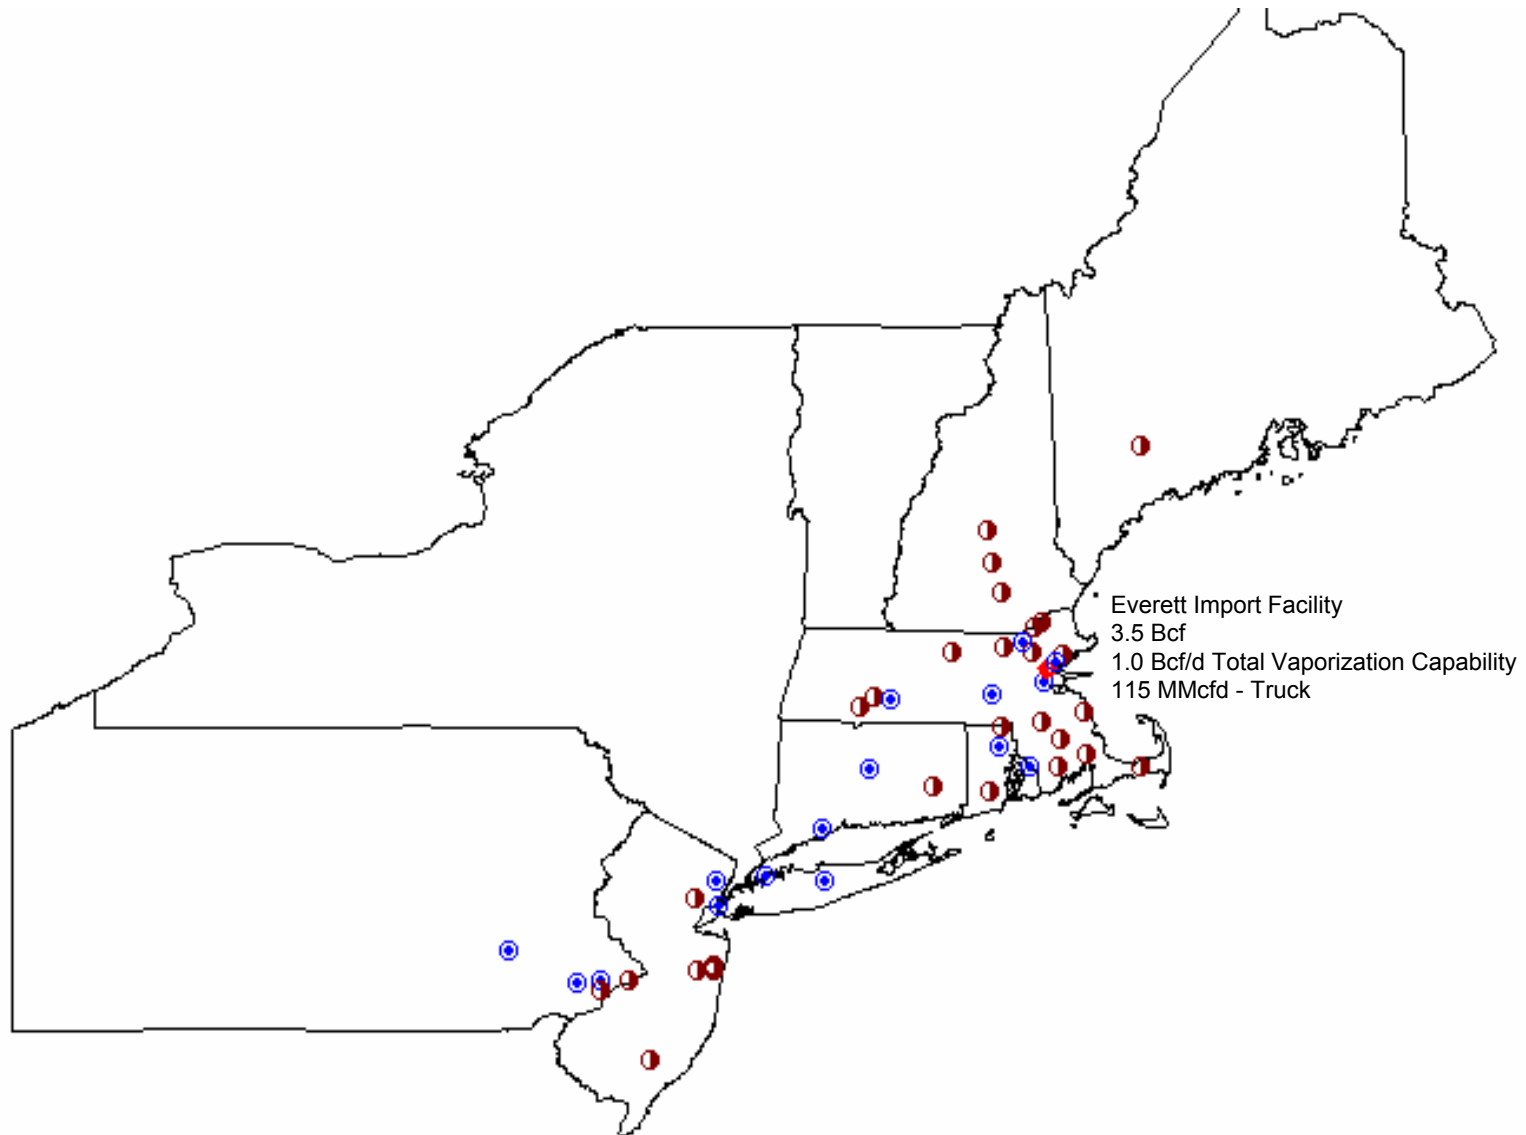 Everett Import Facility
3.5 Bcf
1.0 Bcf/d Total Vaporization Capability
115 MMcfd - Truck